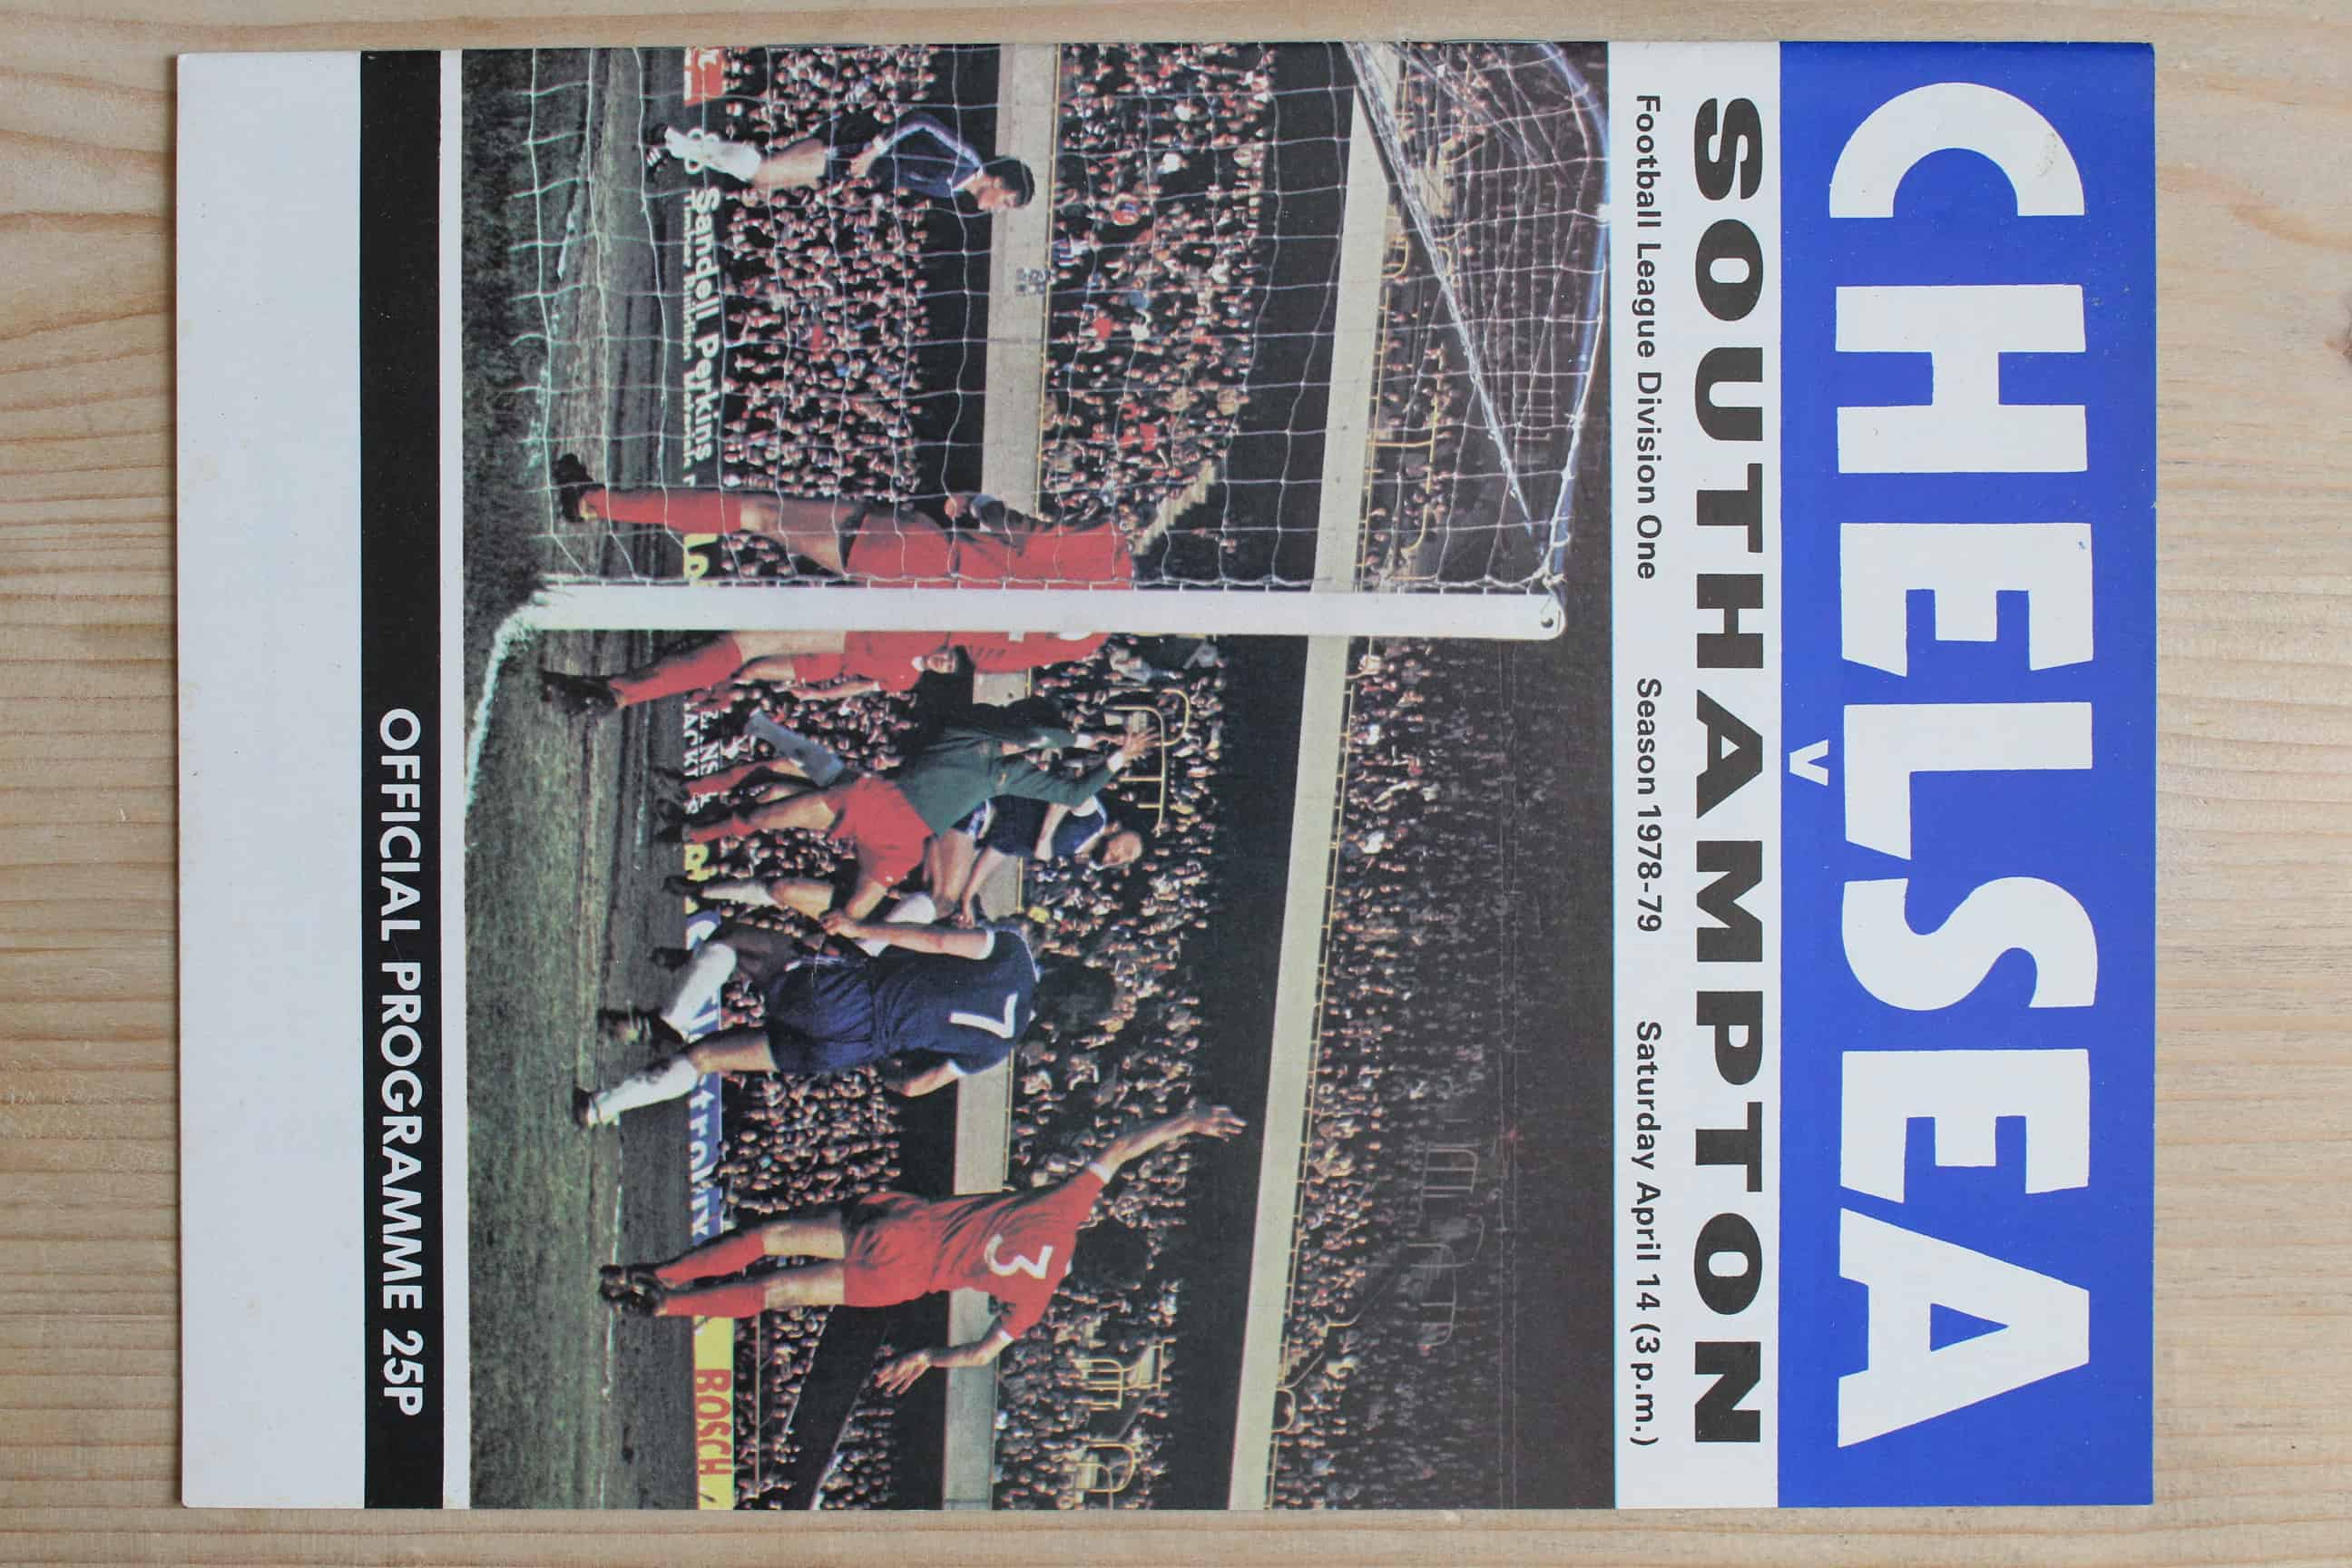 CHELSEA
v
SOUTHAMPTON
Football League Division One Season 1978-79 Saturday April 14 (3 p.m.)
7
3
Sandell Perkins
BOSCH
OFFICIAL PROGRAMME 25P